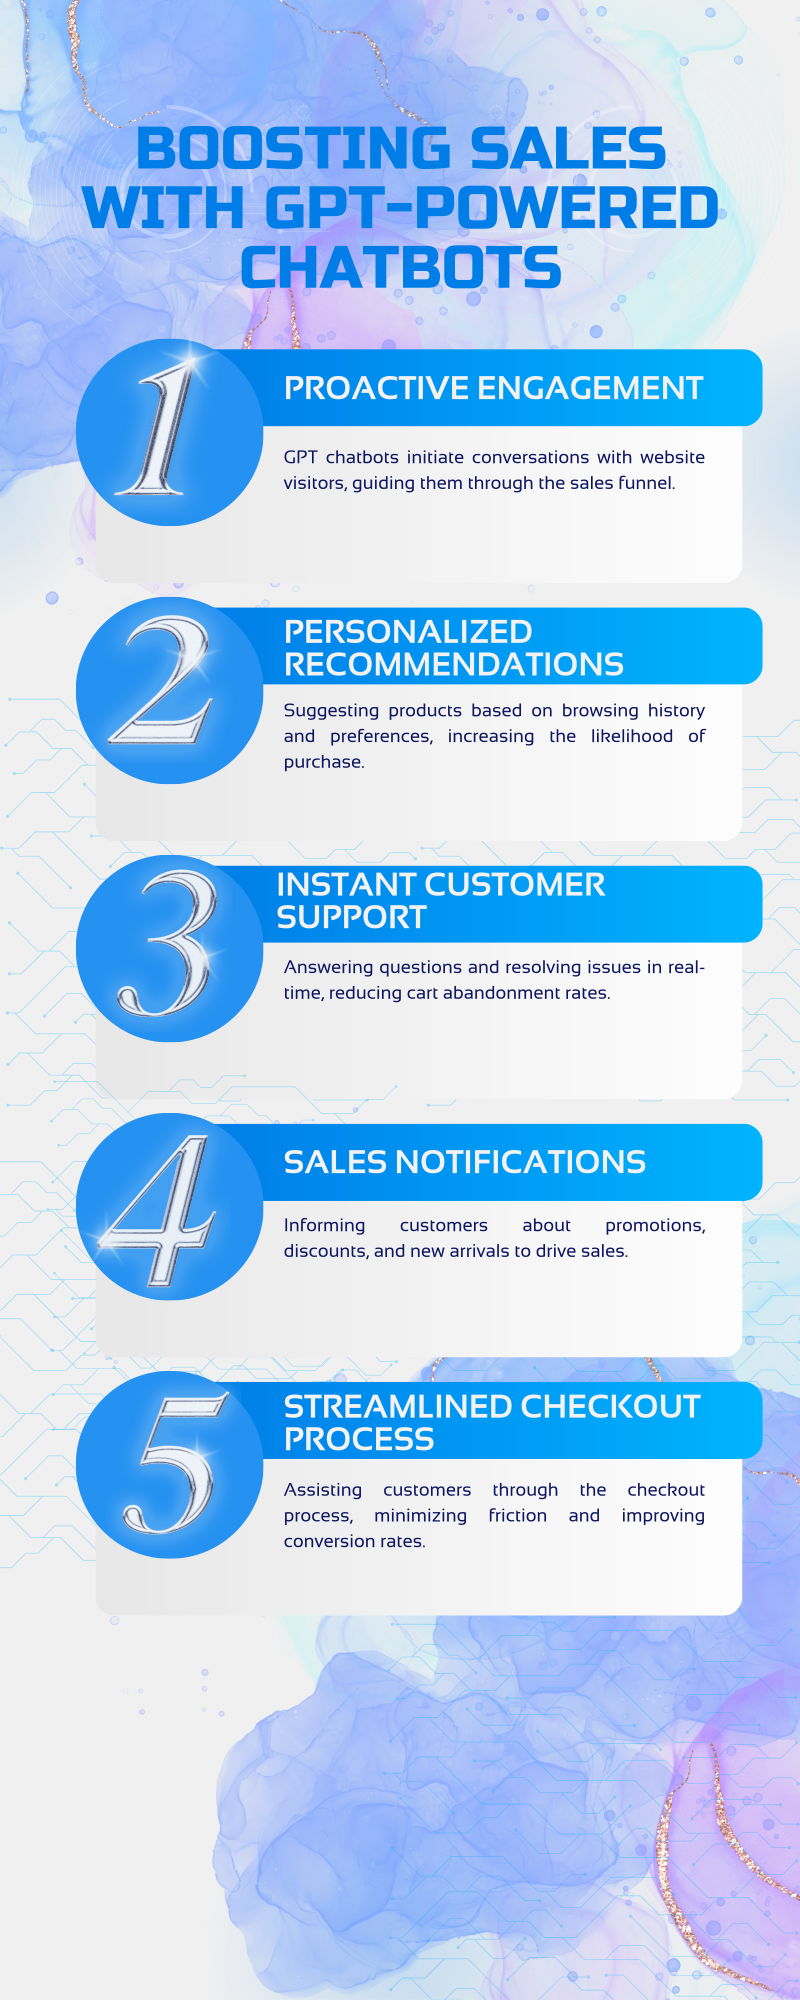 BOOSTING SALES
WITH GPT-POWERED
CHATBOTS
1
PROACTIVE ENGAGEMENT
GPT chatbots initiate conversations with website
visitors, guiding them through the sales funnel.
2
PERSONALIZED
RECOMMENDATIONS
Suggesting products based on browsing history
and preferences, increasing the likelihood of
purchase.
3
INSTANT CUSTOMER
SUPPORT
Answering questions and resolving issues in real-
time, reducing cart abandonment rates.
4
SALES NOTIFICATIONS
Informing customers about promotions,
discounts, and new arrivals to drive sales.
5
STREAMLINED CHECKOUT
PROCESS
Assisting customers through the checkout
process, minimizing friction and improving
conversion rates.